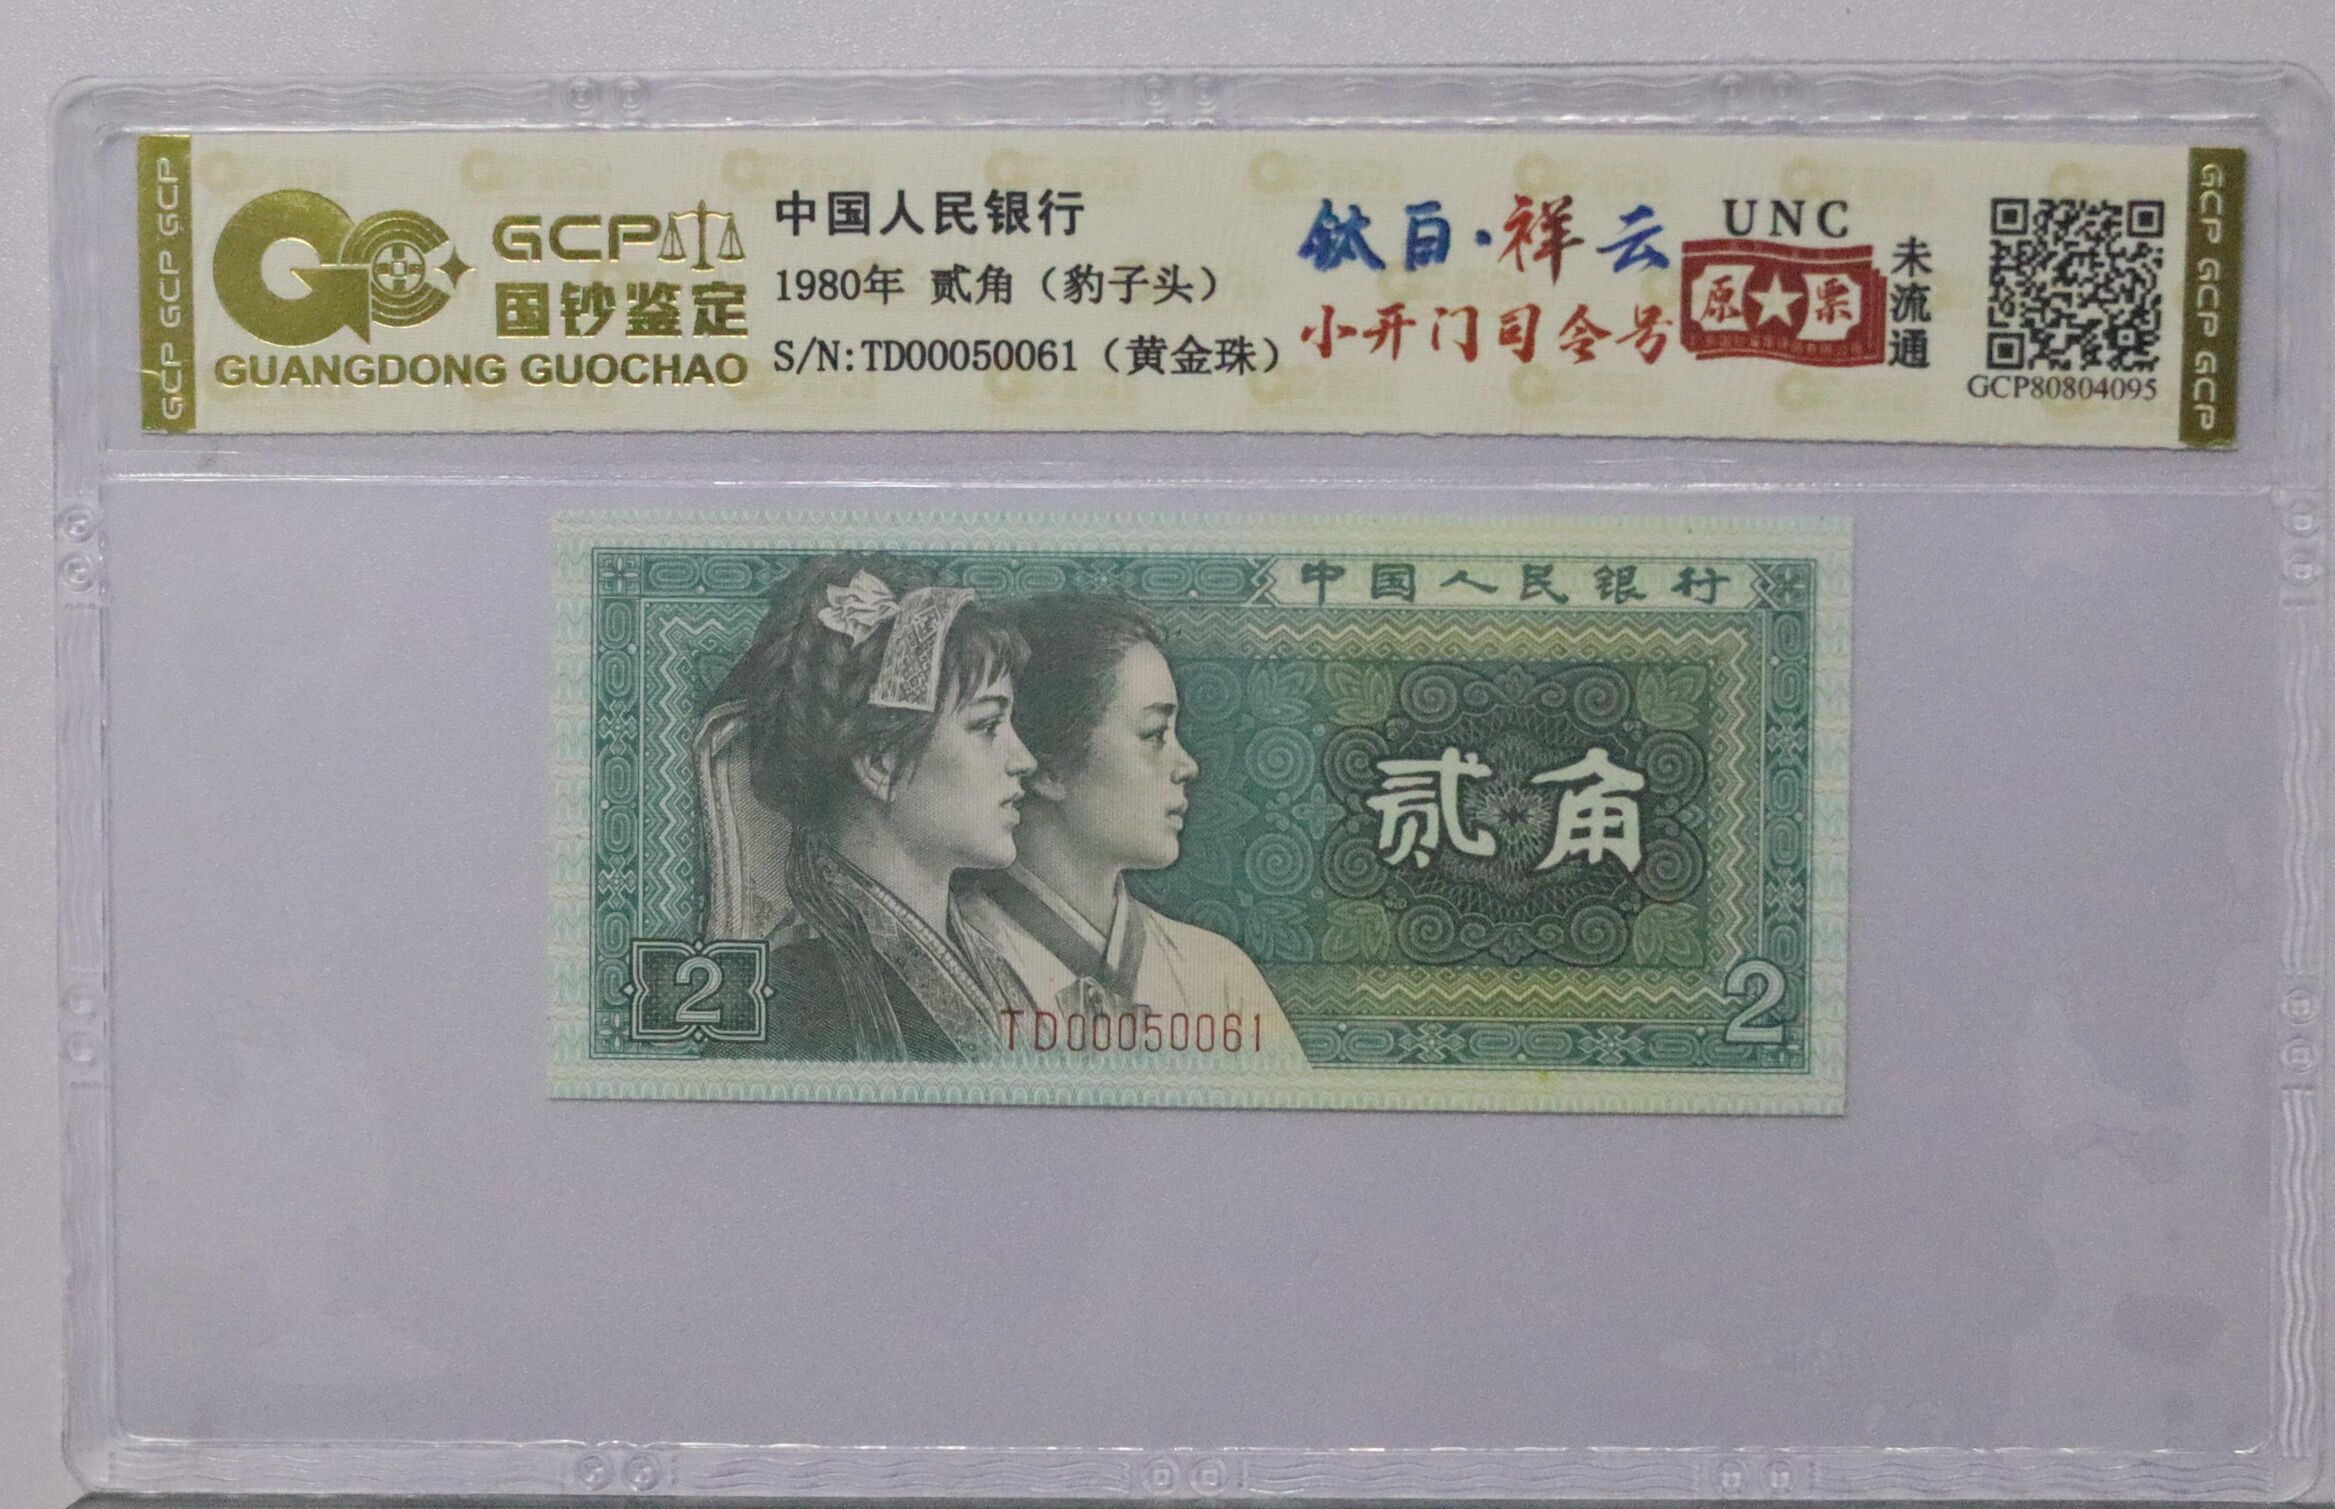 GCP GCP GCP
GCP
国钞鉴定
GUANGDONG GUOCHAO
中国人民银行
1980年 贰角（豹子头）
S/N:TD00050061（黄金珠）
钛白·祥云
小开门司令号
UNC
原★票
未流通
GCP80804095
GCP GCP GCP
中国人民银行
贰角
2
TD00050061
2